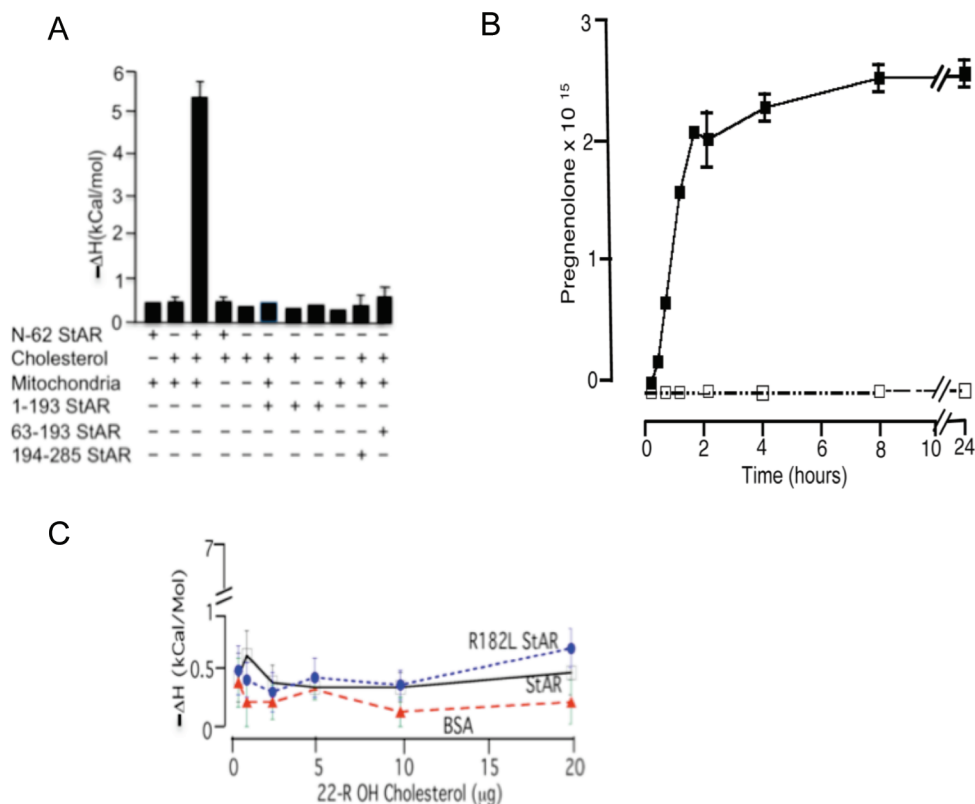 A
6
5
4
3
2
1
0
−ΔH(kCal/mol)
N-62 StAR + − + + − − − − − − −
Cholesterol − + + + + + + − − + +
Mitochondria + + + − − + − − + + +
1-193 StAR − − − − − + + + − − −
63-193 StAR − − − − − − − − − − +
194-285 StAR − − − − − − − − − + −
B
3
2
1
0
Pregnenolone x 10 15
0 2 4 6 8 10 24
Time (hours)
C
7
1
0.5
0
−ΔH (kCal/Mol)
R182L StAR
StAR
BSA
0 5 10 15 20
22-R OH Cholesterol (μg)